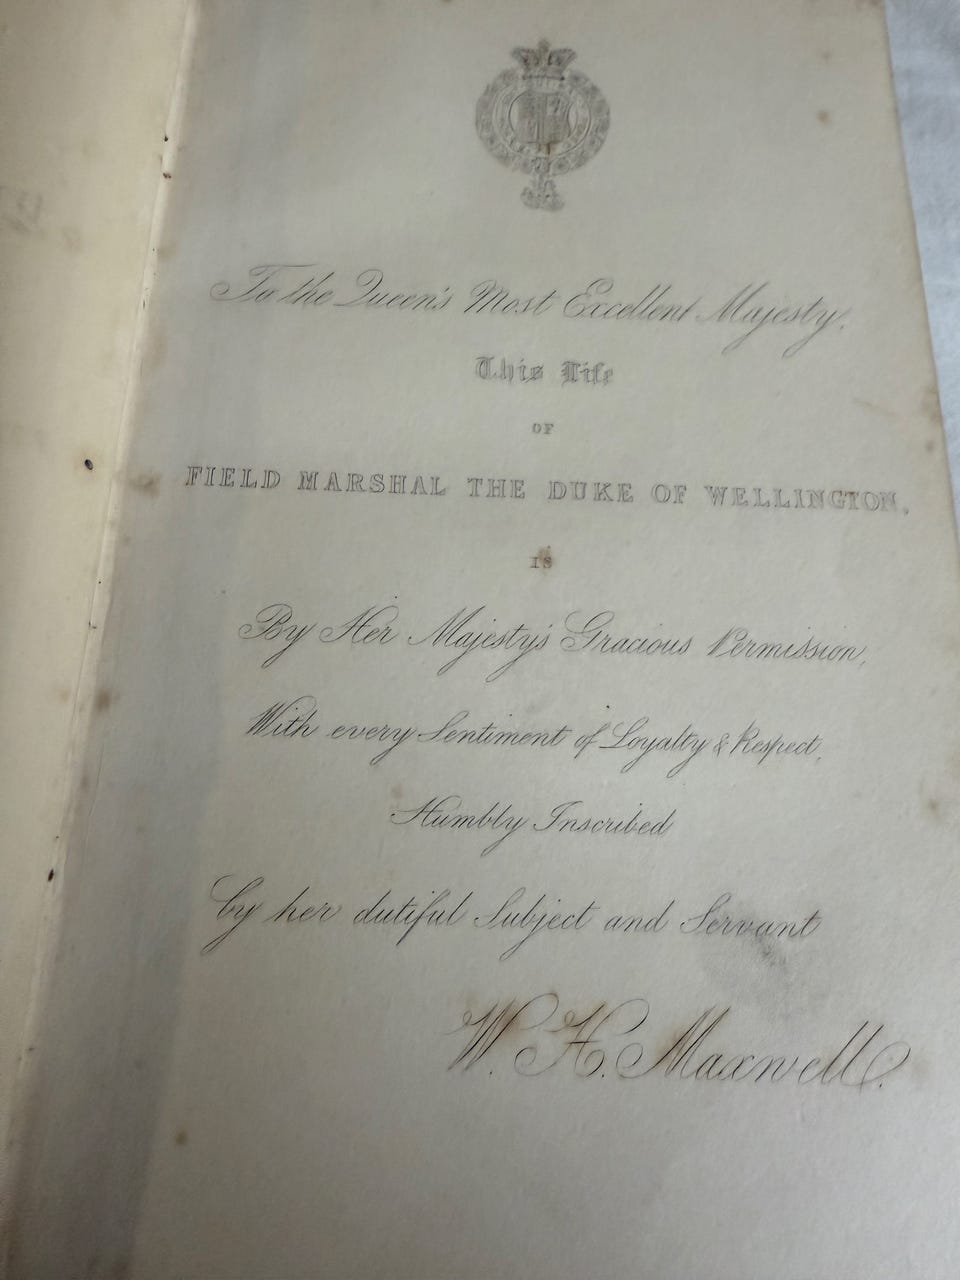 To the Queen's Most Excellent Majesty,
This Life
OF
FIELD MARSHAL THE DUKE OF WELLINGTON,
IS
By Her Majesty's Gracious Permission,
With every Sentiment of Loyalty & Respect,
Humbly Inscribed
by her dutiful Subject and Servant
W. H. Maxwell.